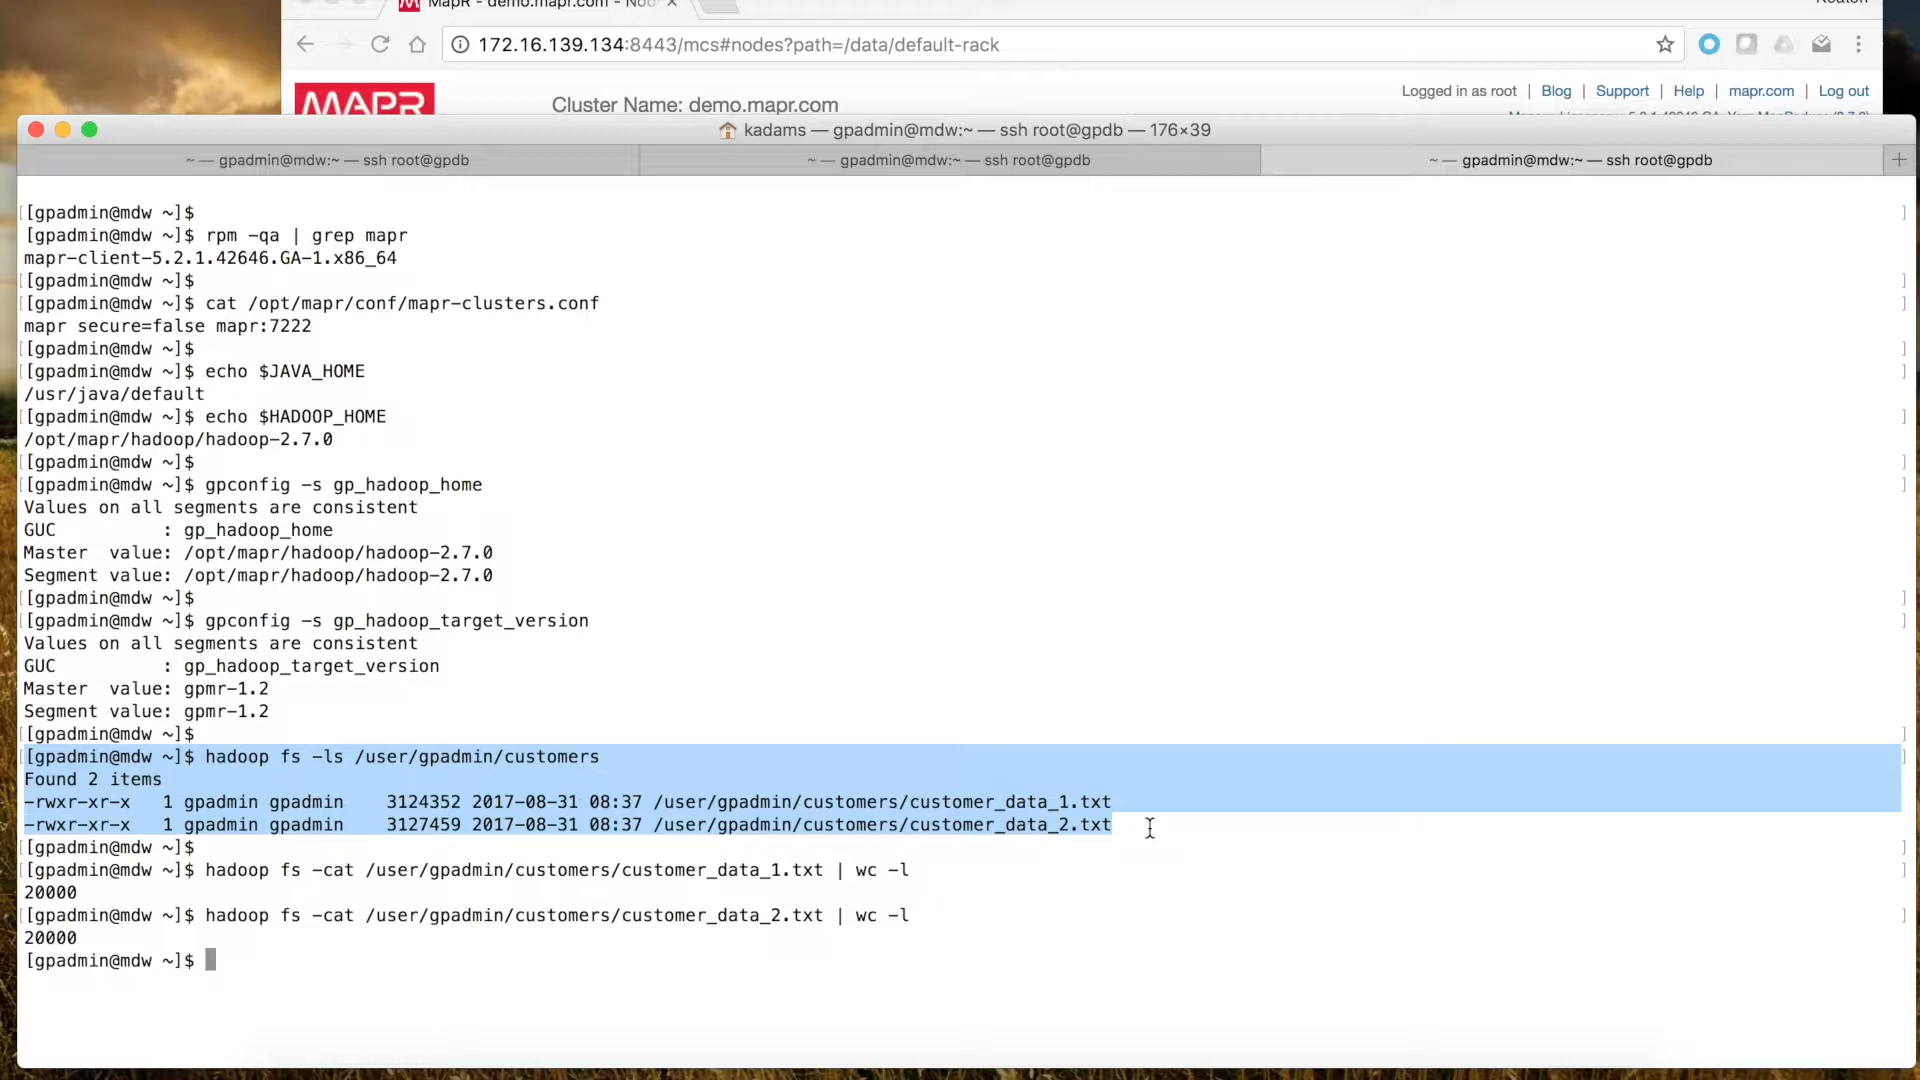 MapR - demo.mapr.com - Nod
172.16.139.134:8443/mcs#nodes?path=/data/default-rack
MAPR
Cluster Name: demo.mapr.com
Logged in as root | Blog | Support | Help | mapr.com | Log out
kadams — gpadmin@mdw:~ — ssh root@gpdb — 176×39
~ — gpadmin@mdw:~ — ssh root@gpdb
~ — gpadmin@mdw:~ — ssh root@gpdb
~ — gpadmin@mdw:~ — ssh root@gpdb
[gpadmin@mdw ~]$
[gpadmin@mdw ~]$ rpm -qa | grep mapr
mapr-client-5.2.1.42646.GA-1.x86_64
[gpadmin@mdw ~]$
[gpadmin@mdw ~]$ cat /opt/mapr/conf/mapr-clusters.conf
mapr secure=false mapr:7222
[gpadmin@mdw ~]$
[gpadmin@mdw ~]$ echo $JAVA_HOME
/usr/java/default
[gpadmin@mdw ~]$ echo $HADOOP_HOME
/opt/mapr/hadoop/hadoop-2.7.0
[gpadmin@mdw ~]$
[gpadmin@mdw ~]$ gpconfig -s gp_hadoop_home
Values on all segments are consistent
GUC          : gp_hadoop_home
Master  value: /opt/mapr/hadoop/hadoop-2.7.0
Segment value: /opt/mapr/hadoop/hadoop-2.7.0
[gpadmin@mdw ~]$
[gpadmin@mdw ~]$ gpconfig -s gp_hadoop_target_version
Values on all segments are consistent
GUC          : gp_hadoop_target_version
Master  value: gpmr-1.2
Segment value: gpmr-1.2
[gpadmin@mdw ~]$
[gpadmin@mdw ~]$ hadoop fs -ls /user/gpadmin/customers
Found 2 items
-rwxr-xr-x   1 gpadmin gpadmin    3124352 2017-08-31 08:37 /user/gpadmin/customers/customer_data_1.txt
-rwxr-xr-x   1 gpadmin gpadmin    3127459 2017-08-31 08:37 /user/gpadmin/customers/customer_data_2.txt
[gpadmin@mdw ~]$
[gpadmin@mdw ~]$ hadoop fs -cat /user/gpadmin/customers/customer_data_1.txt | wc -l
20000
[gpadmin@mdw ~]$ hadoop fs -cat /user/gpadmin/customers/customer_data_2.txt | wc -l
20000
[gpadmin@mdw ~]$